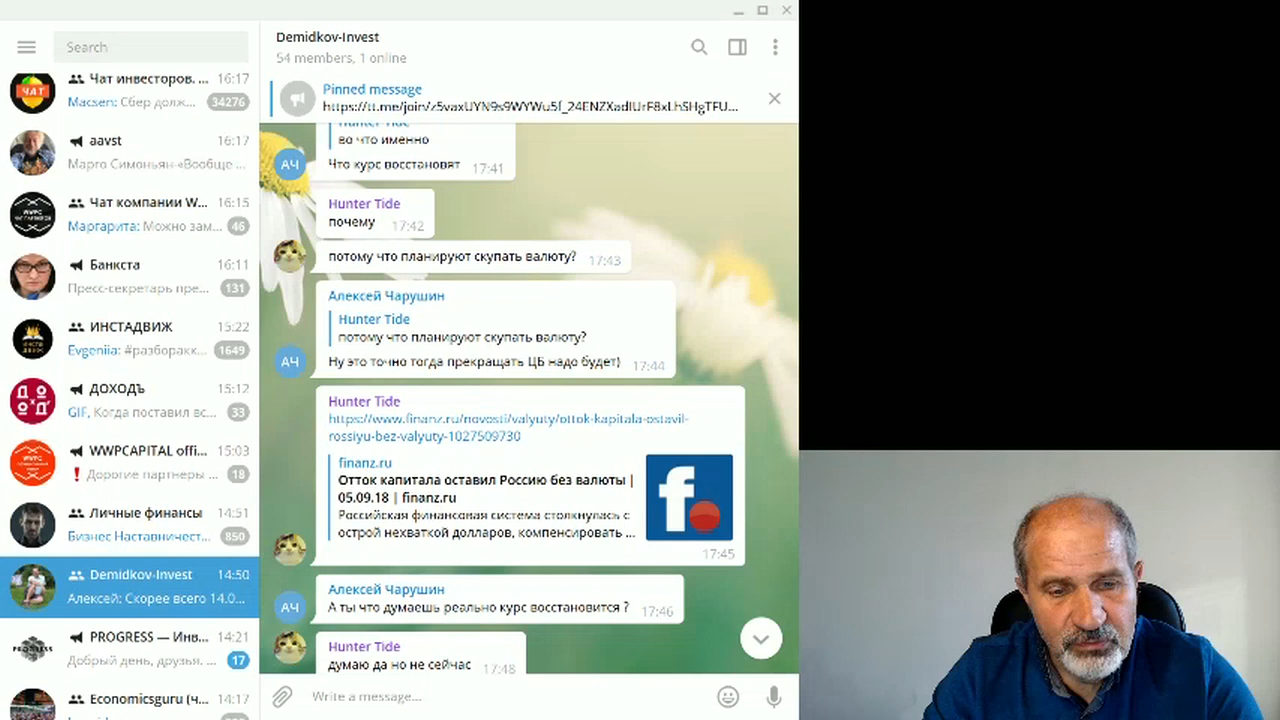 Search
Чат инвесторов. ...
16:17
Macsen: Сбер долж...
34276
aavst
16:17
Марго Симоньян-«Вообще ...
Чат компании W...
16:15
Маргарита: Можно зам...
46
Банкста
16:11
Пресс-секретарь пре...
131
ИНСТАДВИЖ
15:22
Evgeniia: #разборакк...
1649
ДОХОДЪ
15:12
GIF, Когда поставил вс...
33
WWPCAPITAL offi...
15:03
Дорогие партнеры ...
18
Личные финансы
14:51
Бизнес Наставничест...
850
Demidkov-Invest
14:50
Алексей: Скорее всего 14.0...
PROGRESS — Инв...
14:21
Добрый день, друзья. ...
17
Economicsguru (ч...
14:17
Demidkov-Invest
54 members, 1 online
Pinned message
Hunter Tide
во что именно
Что курс восстановят
17:41
АЧ
Hunter Tide
почему
17:42
потому что планируют скупать валюту?
17:43
Алексей Чарушин
Hunter Tide
потому что планируют скупать валюту?
Ну это точно тогда прекращать ЦБ надо будет)
17:44
АЧ
Hunter Tide
https://www.finanz.ru/novosti/valyuty/ottok-kapitala-ostavil-
rossiyu-bez-valyuty-1027509730
finanz.ru
Отток капитала оставил Россию без валюты |
05.09.18 | finanz.ru
Российская финансовая система столкнулась с
острой нехваткой долларов, компенсировать ...
17:45
Алексей Чарушин
А ты что думаешь реально курс восстановится ?
17:46
АЧ
Hunter Tide
думаю да но не сейчас
17:48
Write a message...